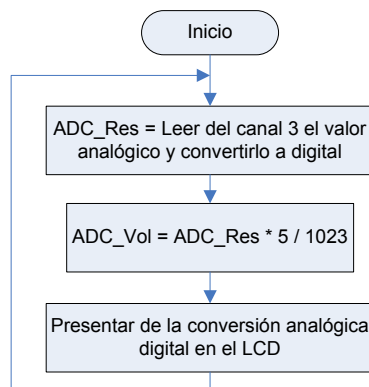 Inicio
ADC_Res = Leer del canal 3 el valor
analógico y convertirlo a digital
ADC_Vol = ADC_Res * 5 / 1023
Presentar de la conversión analógica
digital en el LCD